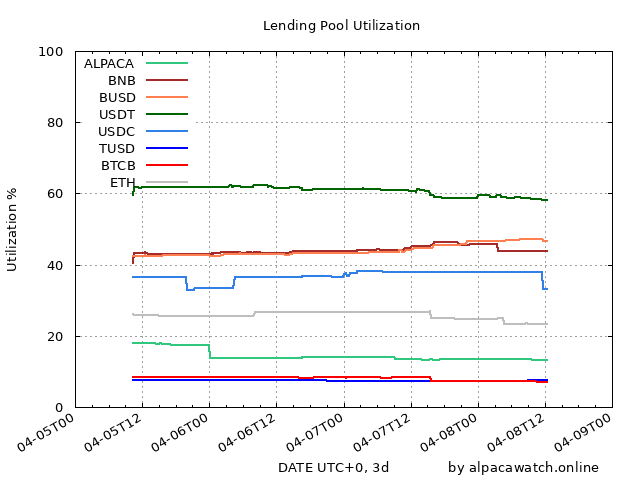 Lending Pool Utilization
100
80
60
40
20
0
Utilization %
ALPACA
BNB
BUSD
USDT
USDC
TUSD
BTCB
ETH
04-05T00
04-05T12
04-06T00
04-06T12
04-07T00
04-07T12
04-08T00
04-08T12
04-09T00
DATE UTC+0, 3d
by alpacawatch.online